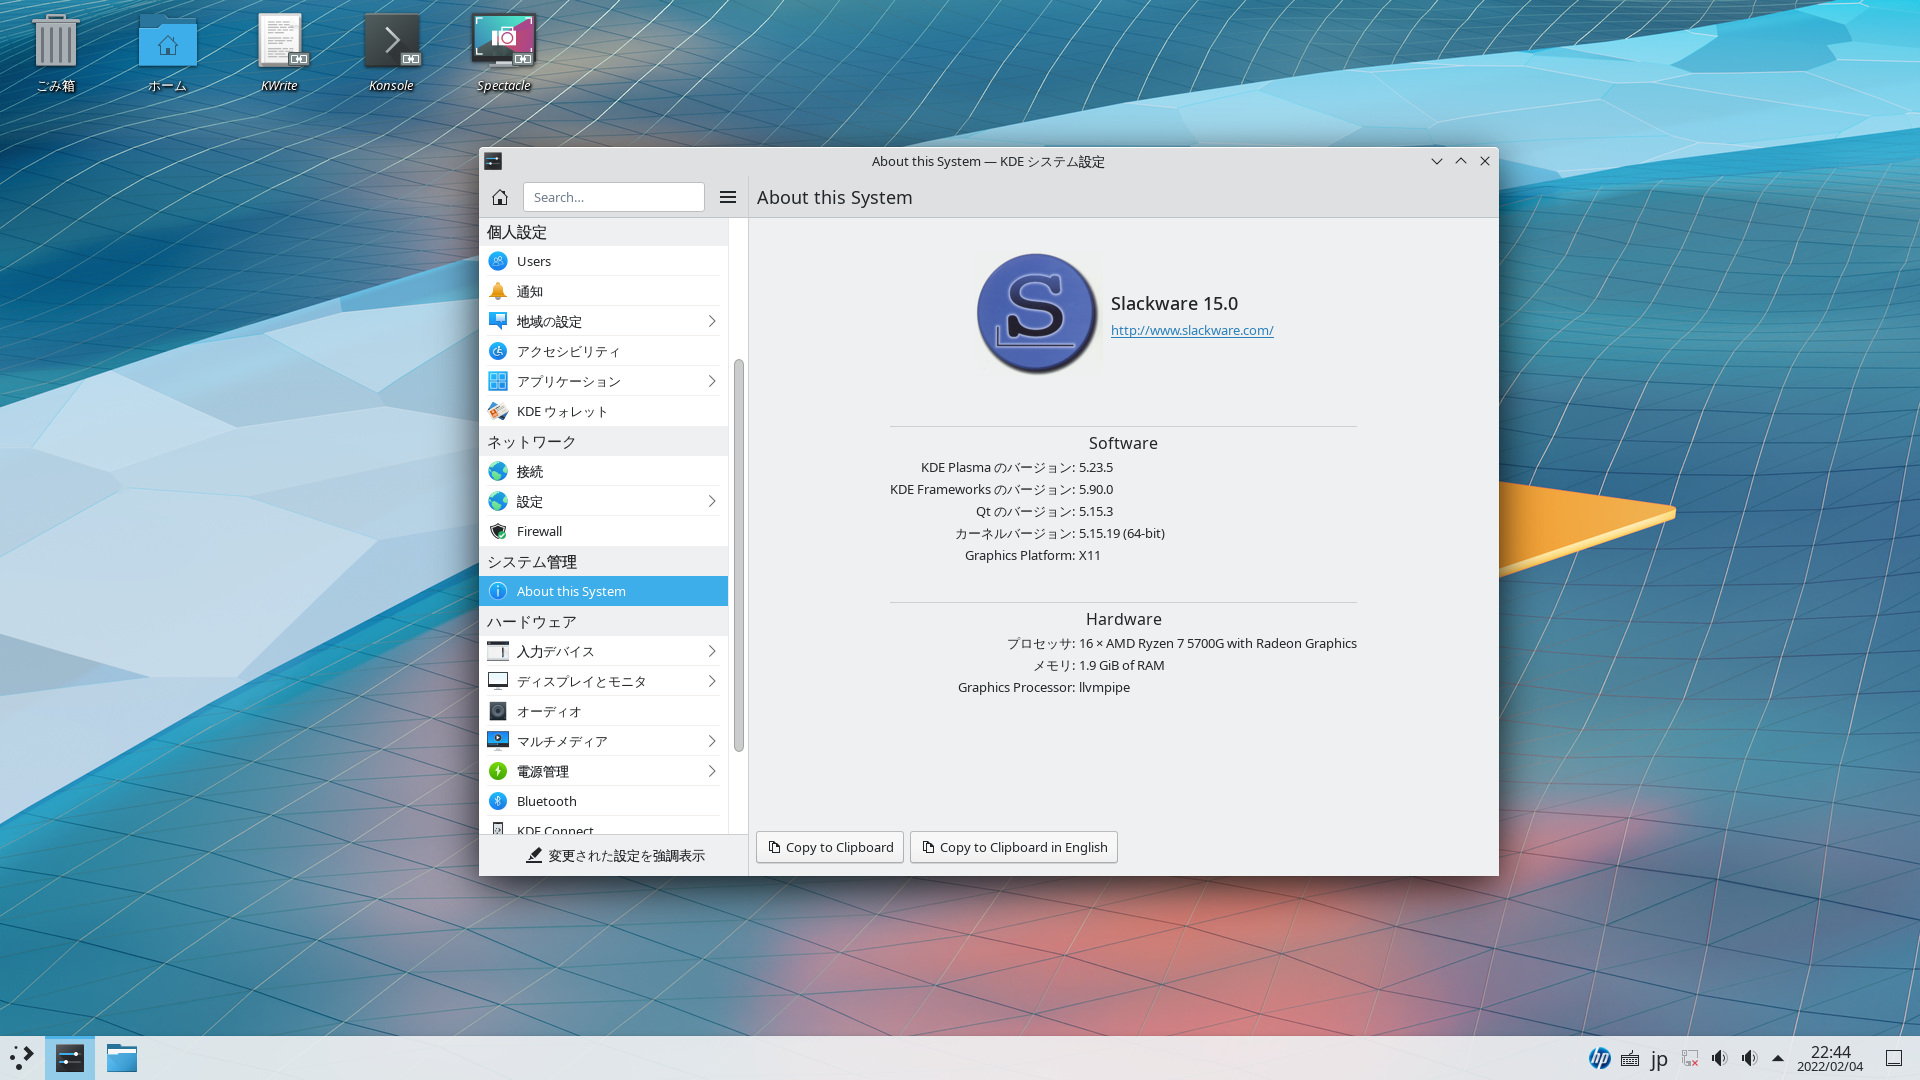 ごみ箱
ホーム
KWrite
Konsole
Spectacle
About this System — KDE システム設定
Search...
About this System
個人設定
Users
通知
地域の設定
アクセシビリティ
アプリケーション
KDE ウォレット
ネットワーク
接続
設定
Firewall
システム管理
About this System
ハードウェア
入力デバイス
ディスプレイとモニタ
オーディオ
マルチメディア
電源管理
Bluetooth
KDE Connect
変更された設定を強調表示
S
Slackware 15.0
http://www.slackware.com/
Software
KDE Plasma のバージョン: 5.23.5
KDE Frameworks のバージョン: 5.90.0
Qt のバージョン: 5.15.3
カーネルバージョン: 5.15.19 (64-bit)
Graphics Platform: X11
Hardware
プロセッサ: 16 × AMD Ryzen 7 5700G with Radeon Graphics
メモリ: 1.9 GiB of RAM
Graphics Processor: llvmpipe
Copy to Clipboard
Copy to Clipboard in English
hp
jp
22:44
2022/02/04